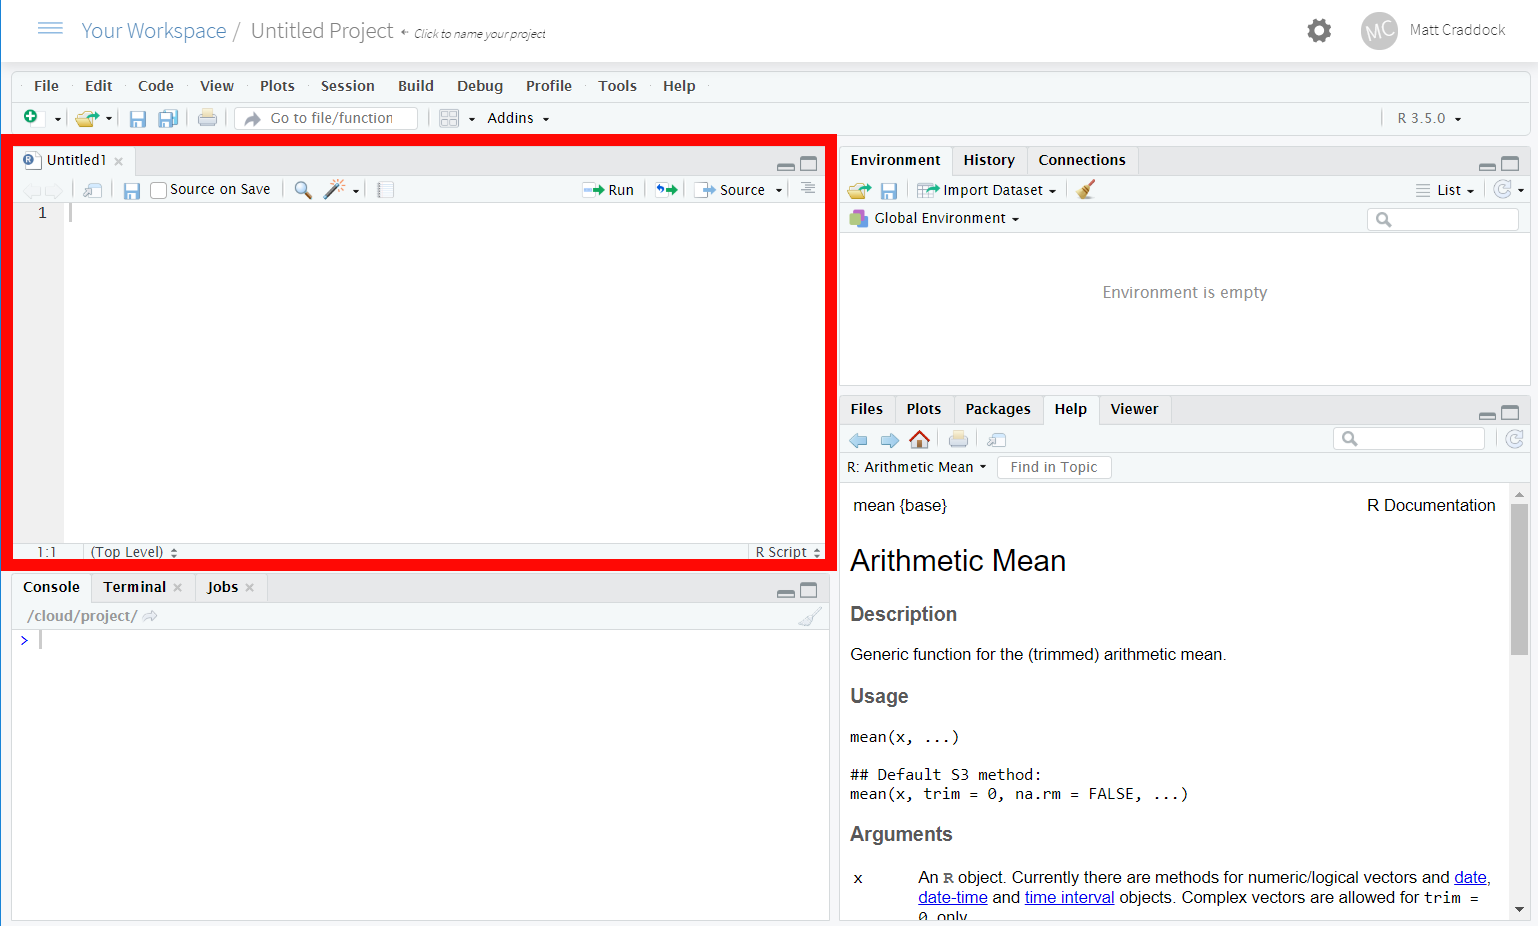 Your Workspace / Untitled Project ← Click to name your project
MC Matt Craddock
File Edit Code View Plots Session Build Debug Profile Tools Help
Go to file/function Addins R 3.5.0
Untitled1
Source on Save Run Source
1
1:1 (Top Level) R Script
Console Terminal Jobs
/cloud/project/
>
Environment History Connections
Import Dataset List
Global Environment
Environment is empty
Files Plots Packages Help Viewer
R: Arithmetic Mean Find in Topic
mean {base} R Documentation
Arithmetic Mean
Description
Generic function for the (trimmed) arithmetic mean.
Usage
mean(x, ...)
## Default S3 method:
mean(x, trim = 0, na.rm = FALSE, ...)
Arguments
x An R object. Currently there are methods for numeric/logical vectors and date,
date-time and time interval objects. Complex vectors are allowed for trim =
0, only